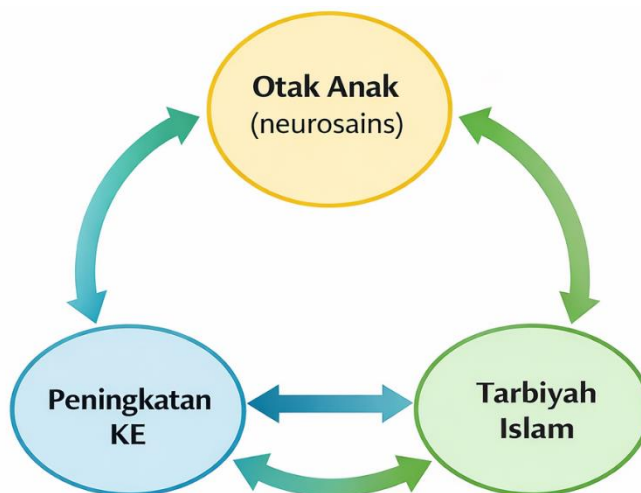 Otak Anak
(neurosains)
Peningkatan
KE
Tarbiyah
Islam